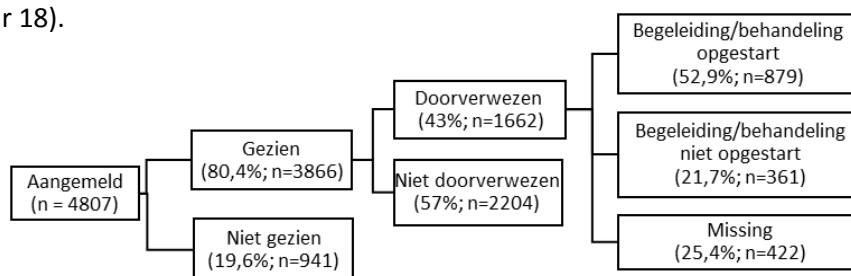 r 18).
Aangemeld
(n = 4807)
Gezien
(80,4%; n=3866)
Niet gezien
(19,6%; n=941)
Doorverwezen
(43%; n=1662)
Niet doorverwezen
(57%; n=2204)
Begeleiding/behandeling
opgestart
(52,9%; n=879)
Begeleiding/behandeling
niet opgestart
(21,7%; n=361)
Missing
(25,4%; n=422)